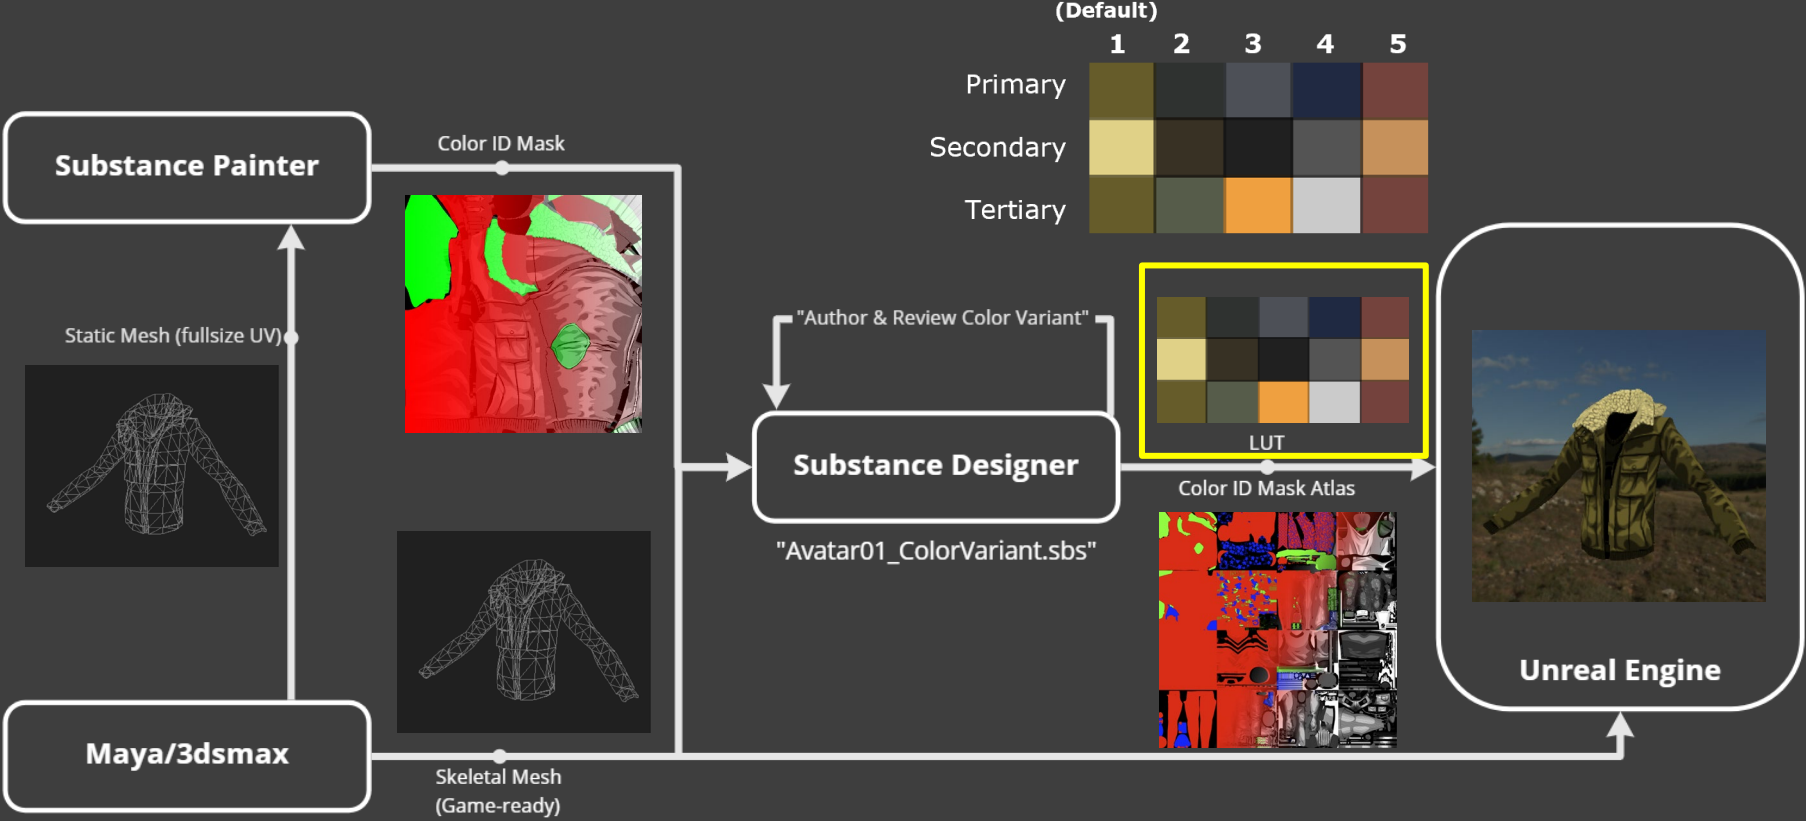 (Default)
1 2 3 4 5
Primary
Secondary
Tertiary
Substance Painter
Color ID Mask
Static Mesh (fullsize UV)
"Author & Review Color Variant"
LUT
Substance Designer
Color ID Mask Atlas
"Avatar01_ColorVariant.sbs"
Unreal Engine
Maya/3dsmax
Skeletal Mesh
(Game-ready)